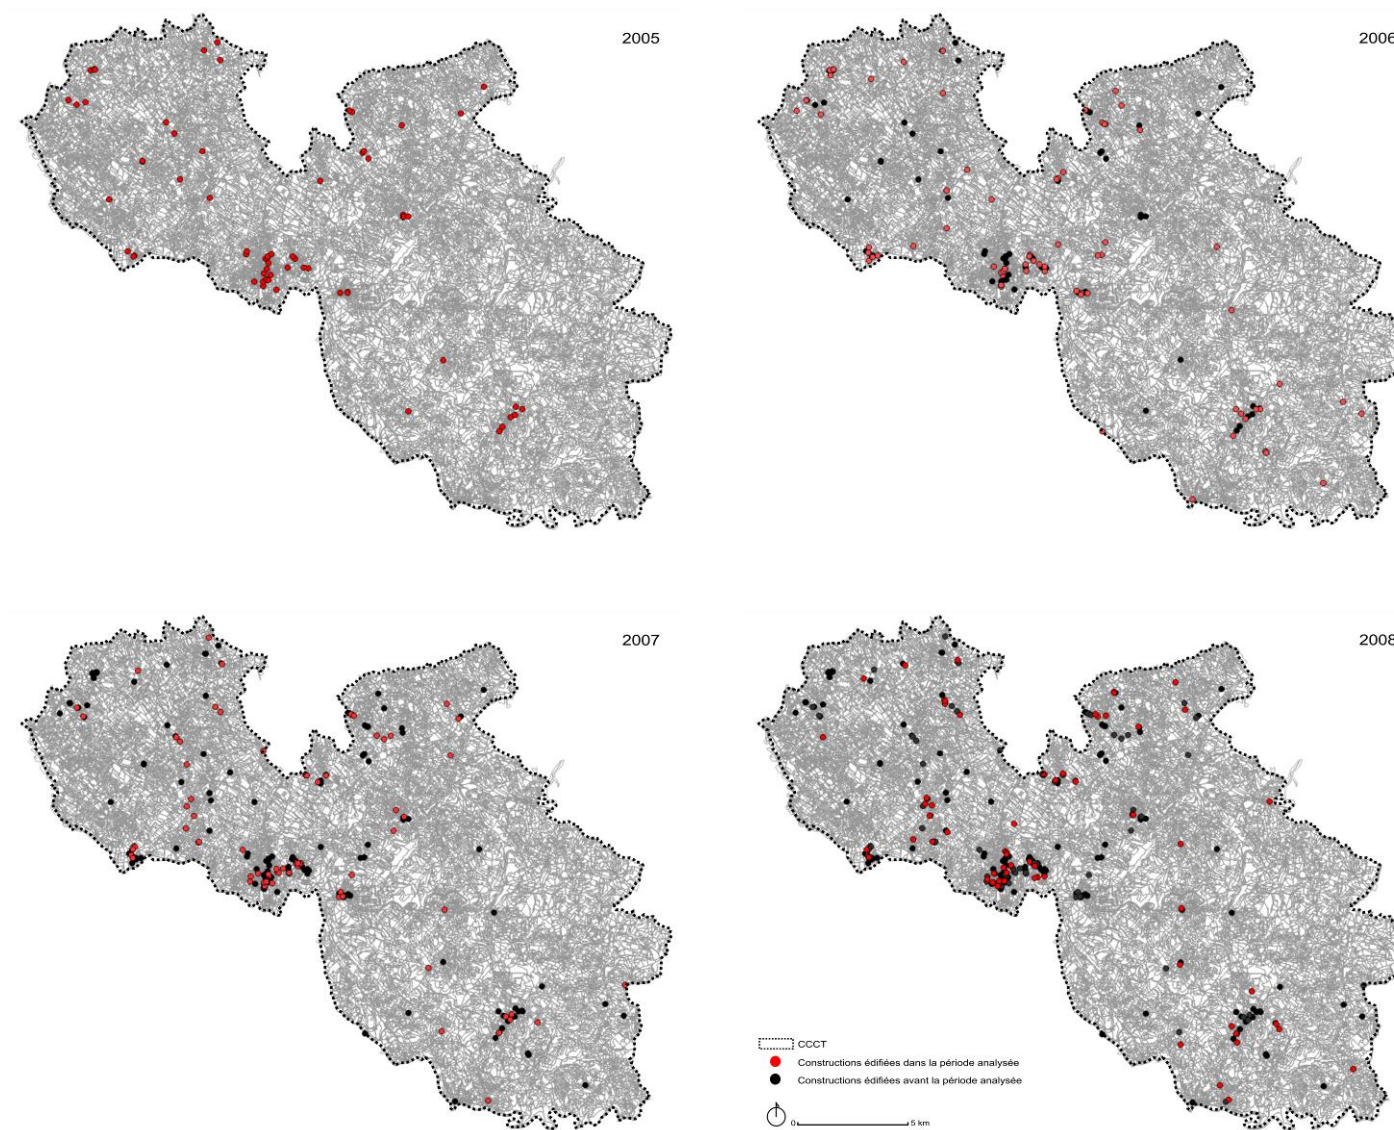 2005
2006
2007
2008
CCCT
Constructions édifiées dans la période analysée
Constructions édifiées avant la période analysée
0 5 km